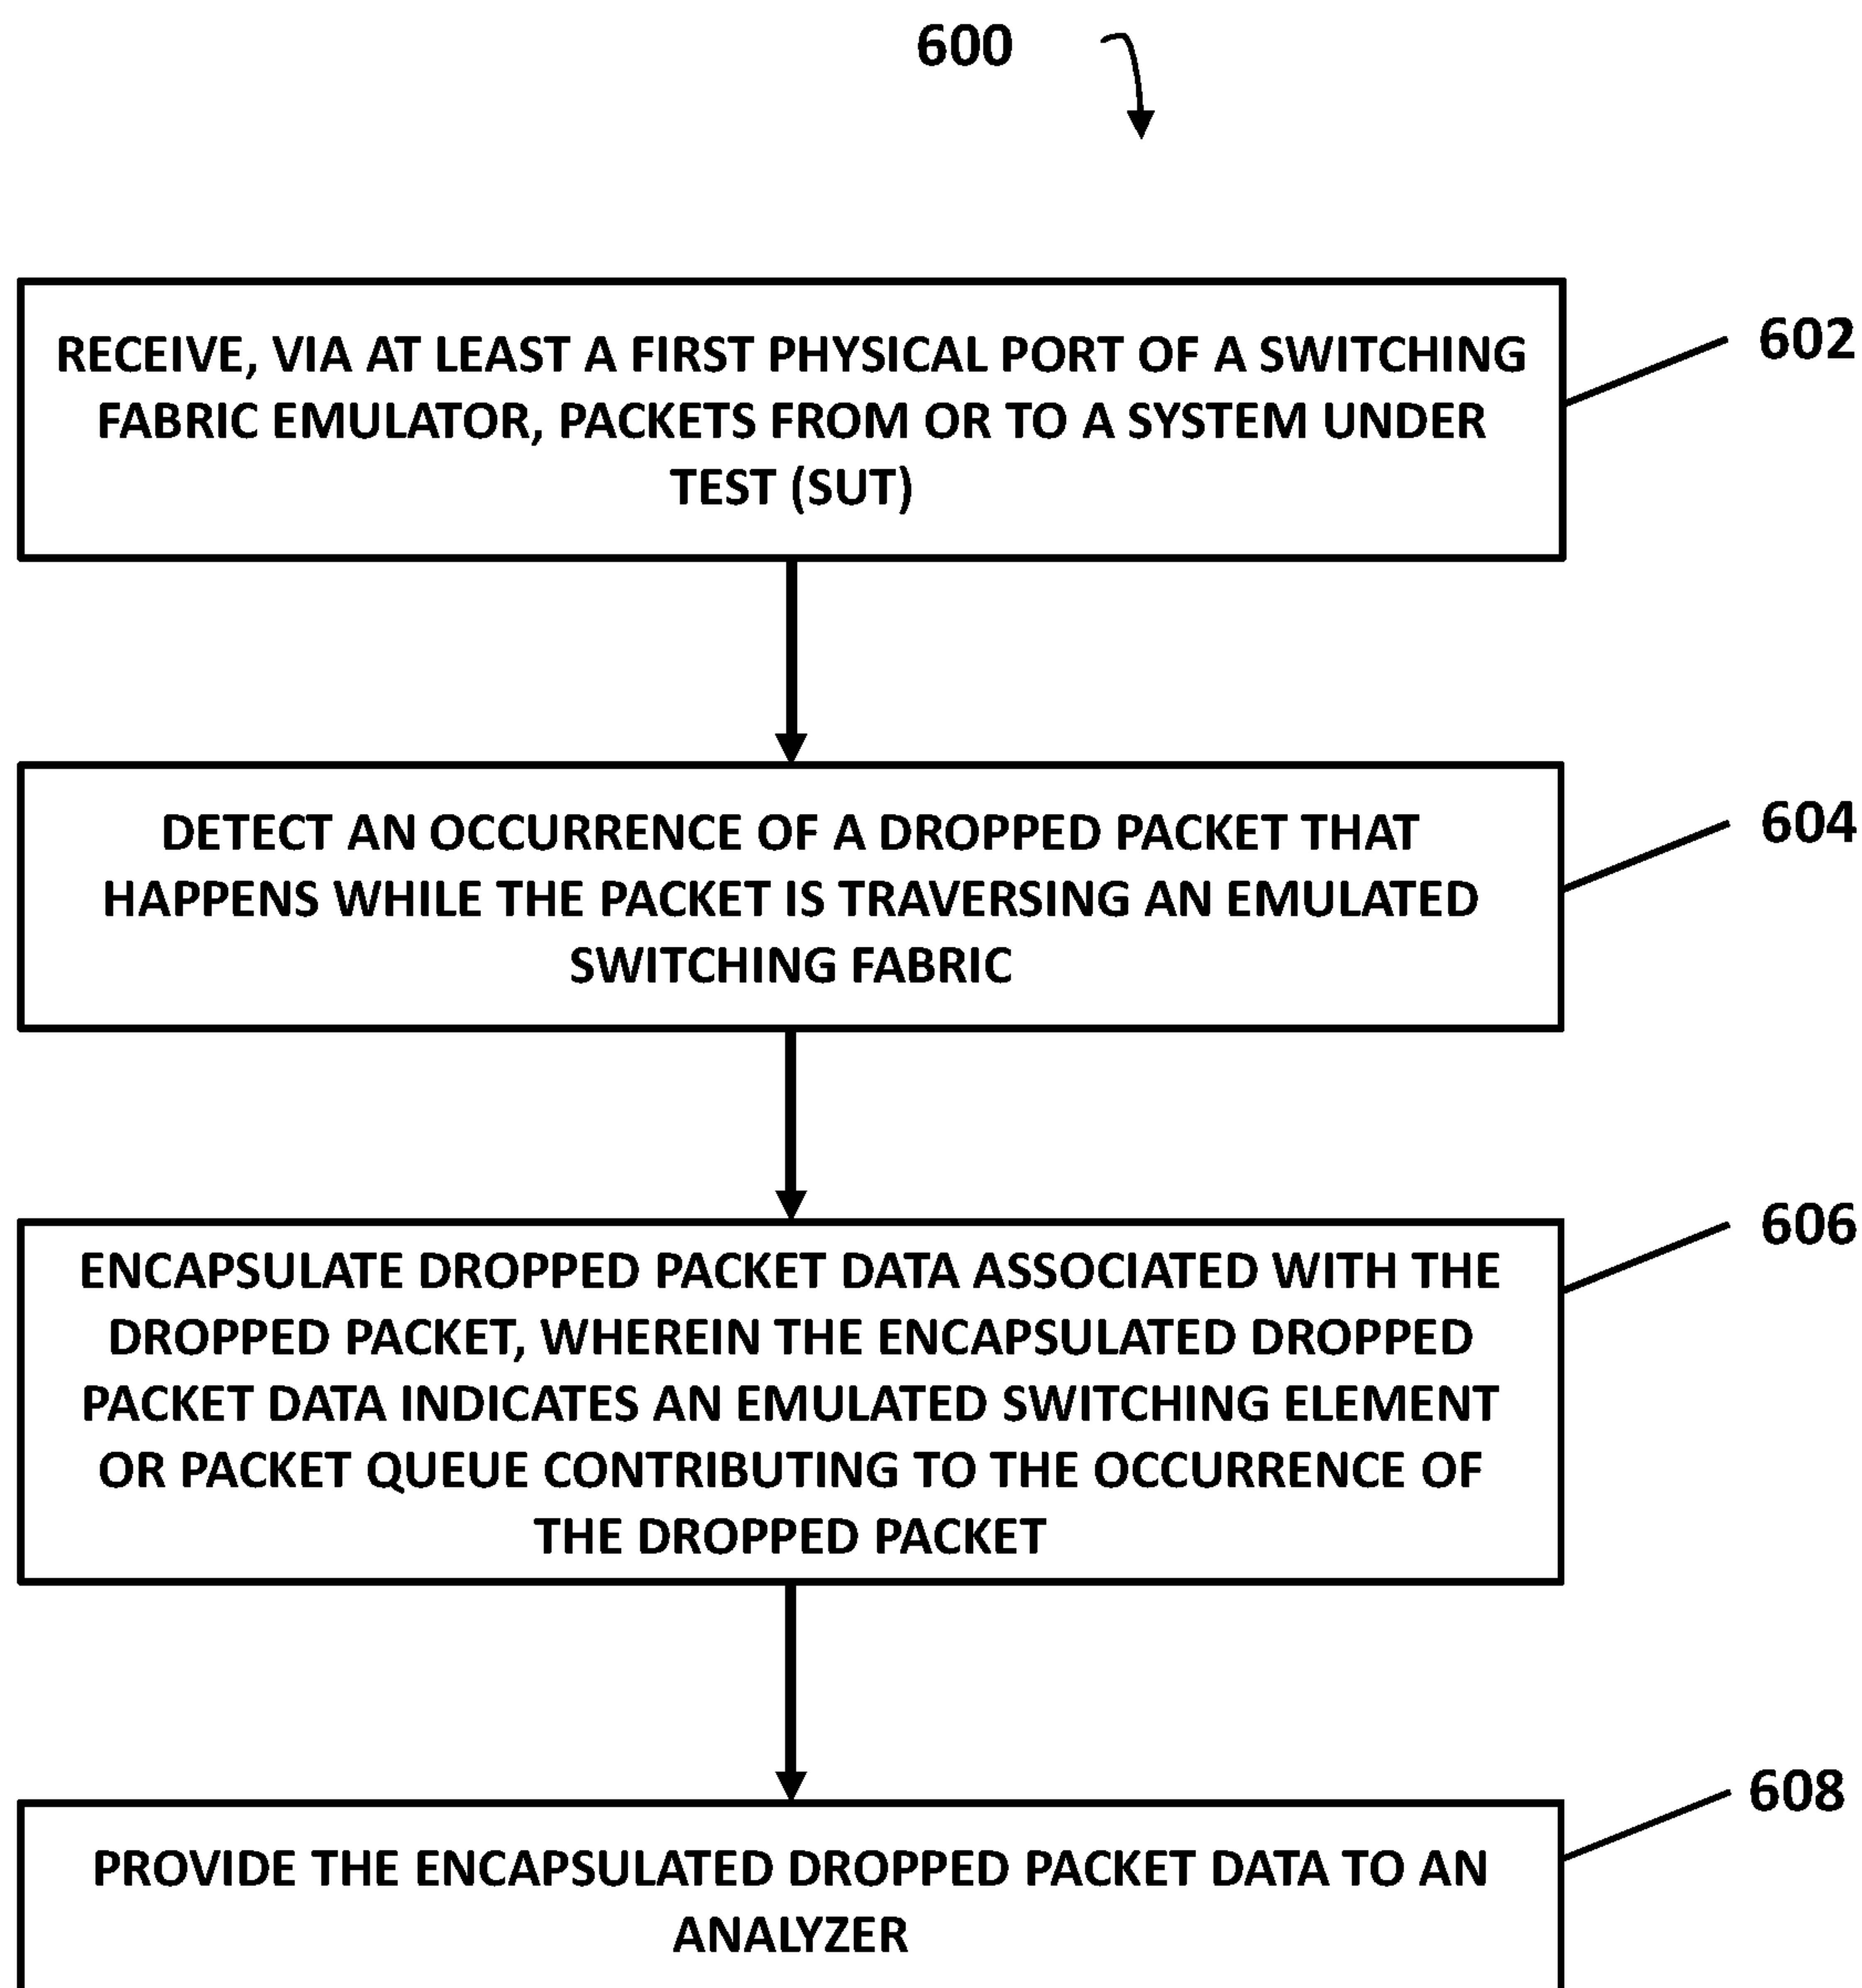 600
RECEIVE, VIA AT LEAST A FIRST PHYSICAL PORT OF A SWITCHING
FABRIC EMULATOR, PACKETS FROM OR TO A SYSTEM UNDER
TEST (SUT)
602
DETECT AN OCCURRENCE OF A DROPPED PACKET THAT
HAPPENS WHILE THE PACKET IS TRAVERSING AN EMULATED
SWITCHING FABRIC
604
ENCAPSULATE DROPPED PACKET DATA ASSOCIATED WITH THE
DROPPED PACKET, WHEREIN THE ENCAPSULATED DROPPED
PACKET DATA INDICATES AN EMULATED SWITCHING ELEMENT
OR PACKET QUEUE CONTRIBUTING TO THE OCCURRENCE OF
THE DROPPED PACKET
606
PROVIDE THE ENCAPSULATED DROPPED PACKET DATA TO AN
ANALYZER
608